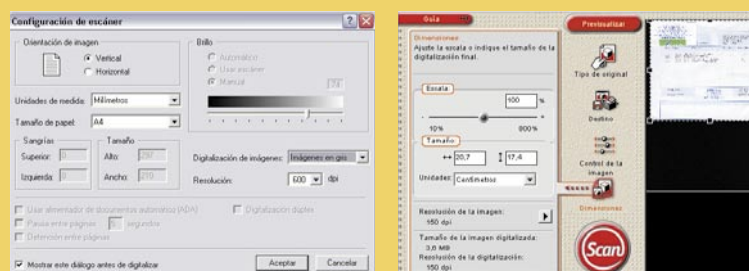 Configuración de escáner
Orientación de imagen
Vertical
Horizontal
Brillo
Automático
Usar escáner
Manual
Unidades de medida: Milímetros
Tamaño de papel: A4
Sangrías
Superior: 0
Izquierda: 0
Tamaño
Alto: 297
Ancho: 210
Digitalización de imágenes: Imágenes en gris
Resolución: 600 dpi
Usar alimentador de documentos automático (ADA)
Digitalización dúplex
Pausa entre páginas 5 segundos
Detención entre páginas
Mostrar este diálogo antes de digitalizar
Aceptar
Cancelar
Guía
Dimensiones
Ajuste la escala o indique el tamaño de la
digitalización final.
Escala
100 %
10%
800%
Tamaño
20,7
17,4
Unidades: Centímetros
Resolución de la imagen:
150 dpi
Tamaño de la imagen digitalizada:
3,6 MB
Resolución de la digitalización:
150 dpi
Previsualizar
Tipo de original
Destino
Control de la
imagen
Dimensiones
Scan